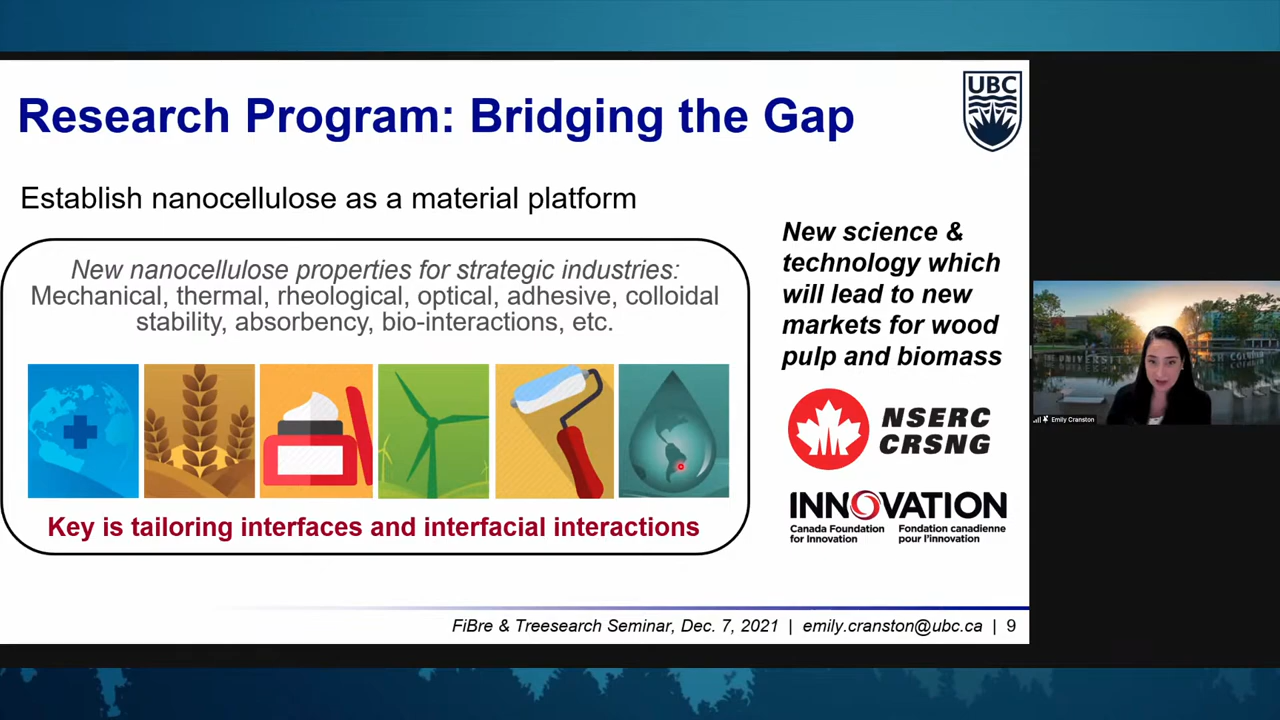 Research Program: Bridging the Gap
UBC
Establish nanocellulose as a material platform
New nanocellulose properties for strategic industries:
Mechanical, thermal, rheological, optical, adhesive, colloidal
stability, absorbency, bio-interactions, etc.
Key is tailoring interfaces and interfacial interactions
New science &
technology which
will lead to new
markets for wood
pulp and biomass
NSERC
CRSNG
INNOVATION
Canada Foundation
for Innovation
Fondation canadienne
pour l'innovation
FiBre & Treesearch Seminar, Dec. 7, 2021 | emily.cranston@ubc.ca | 9
THE UNIVERSITY
Emily Cranston